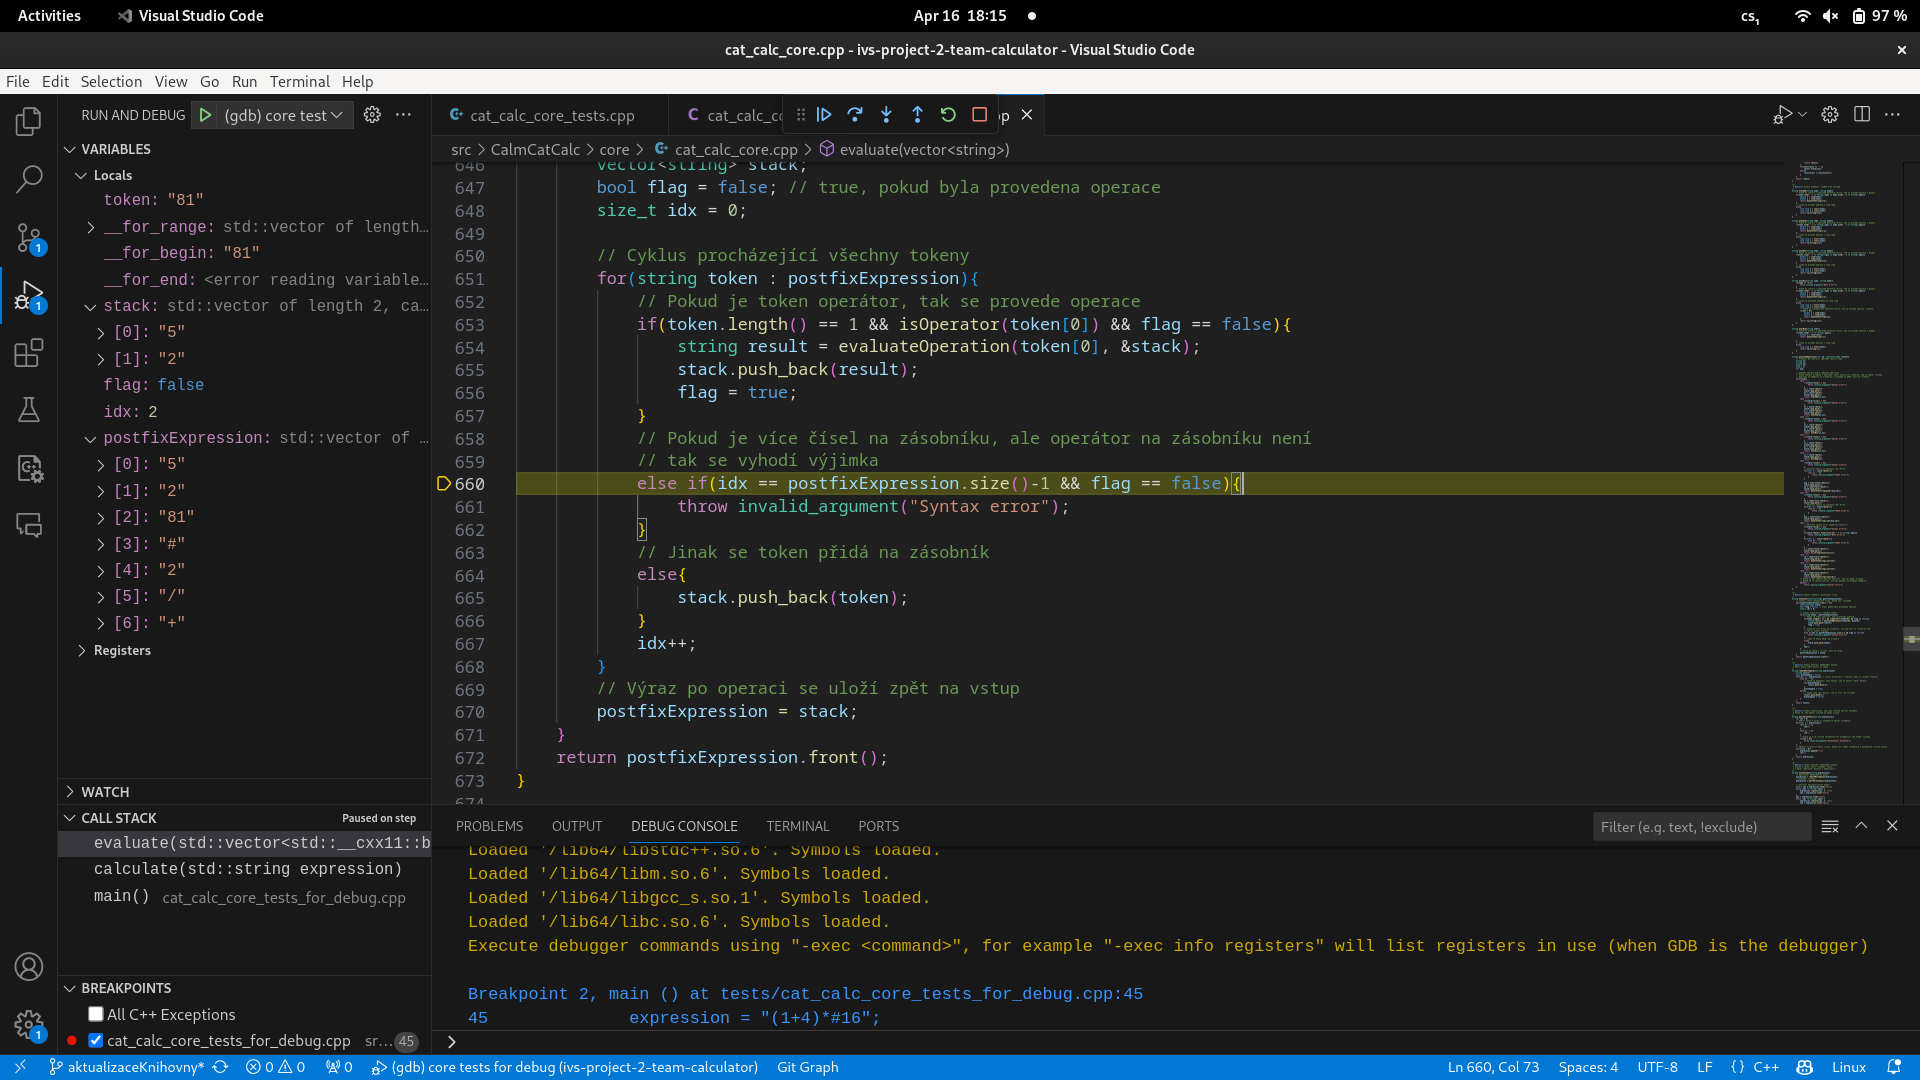 Activities
Visual Studio Code
Apr 16 18:15
cs1
97 %
cat_calc_core.cpp - ivs-project-2-team-calculator - Visual Studio Code
File Edit Selection View Go Run Terminal Help
RUN AND DEBUG
(gdb) core test
VARIABLES
Locals
token: "81"
__for_range: std::vector of length…
__for_begin: "81"
__for_end: <error reading variable…
stack: std::vector of length 2, ca…
[0]: "5"
[1]: "2"
flag: false
idx: 2
postfixExpression: std::vector of …
[0]: "5"
[1]: "2"
[2]: "81"
[3]: "#"
[4]: "2"
[5]: "/"
[6]: "+"
Registers
WATCH
CALL STACK
Paused on step
evaluate(std::vector<std::__cxx11::b
calculate(std::string expression)
main() cat_calc_core_tests_for_debug.cpp
BREAKPOINTS
All C++ Exceptions
cat_calc_core_tests_for_debug.cpp sr… 45
cat_calc_core_tests.cpp
cat_calc_co
p
src > CalmCatCalc > core > cat_calc_core.cpp > evaluate(vector<string>)
646 vector<string> stack;
647 bool flag = false; // true, pokud byla provedena operace
648 size_t idx = 0;
649
650 // Cyklus procházející všechny tokeny
651 for(string token : postfixExpression){
652 // Pokud je token operátor, tak se provede operace
653 if(token.length() == 1 && isOperator(token[0]) && flag == false){
654 string result = evaluateOperation(token[0], &stack);
655 stack.push_back(result);
656 flag = true;
657 }
658 // Pokud je více čísel na zásobníku, ale operátor na zásobníku není
659 // tak se vyhodí výjimka
660 else if(idx == postfixExpression.size()-1 && flag == false){
661 throw invalid_argument("Syntax error");
662 }
663 // Jinak se token přidá na zásobník
664 else{
665 stack.push_back(token);
666 }
667 idx++;
668 }
669 // Výraz po operaci se uloží zpět na vstup
670 postfixExpression = stack;
671 }
672 return postfixExpression.front();
673 }
674
PROBLEMS OUTPUT DEBUG CONSOLE TERMINAL PORTS
Filter (e.g. text, !exclude)
Loaded '/lib64/libstdc++.so.6'. Symbols loaded.
Loaded '/lib64/libm.so.6'. Symbols loaded.
Loaded '/lib64/libgcc_s.so.1'. Symbols loaded.
Loaded '/lib64/libc.so.6'. Symbols loaded.
Execute debugger commands using "-exec <command>", for example "-exec info registers" will list registers in use (when GDB is the debugger)
Breakpoint 2, main () at tests/cat_calc_core_tests_for_debug.cpp:45
45 expression = "(1+4)*#16";
1
1
1
aktualizaceKnihovny* 0 0 0 (gdb) core tests for debug (ivs-project-2-team-calculator) Git Graph
Ln 660, Col 73 Spaces: 4 UTF-8 LF {} C++ Linux